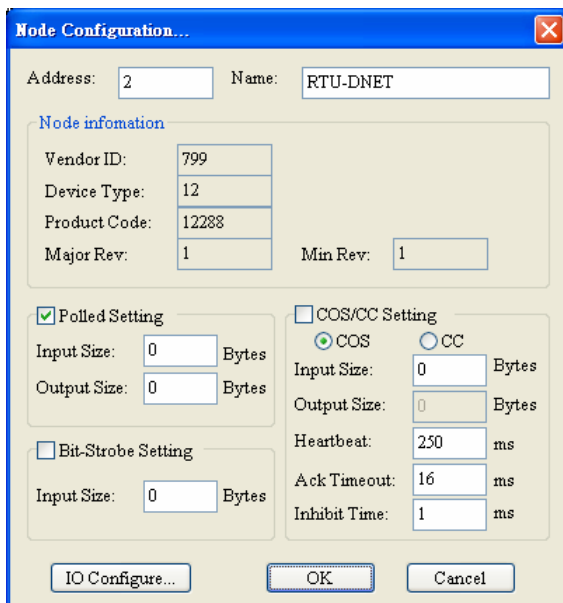 Node Configuration...
Address: 2 Name: RTU-DNET
Node infomation
Vendor ID: 799
Device Type: 12
Product Code: 12288
Major Rev: 1 Min Rev: 1
Polled Setting
Input Size: 0 Bytes
Output Size: 0 Bytes
Bit-Strobe Setting
Input Size: 0 Bytes
COS/CC Setting
COS CC
Input Size: 0 Bytes
Output Size: 0 Bytes
Heartbeat: 250 ms
Ack Timeout: 16 ms
Inhibit Time: 1 ms
IO Configure... OK Cancel